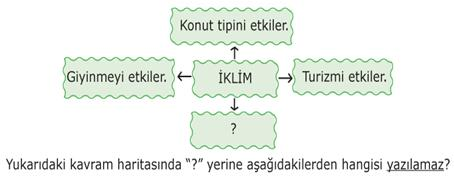 Konut tipini etkiler.
Giyinmeyi etkiler.
İKLİM
Turizmi etkiler.
?
Yukarıdaki kavram haritasında “?” yerine aşağıdakilerden hangisi yazılamaz?